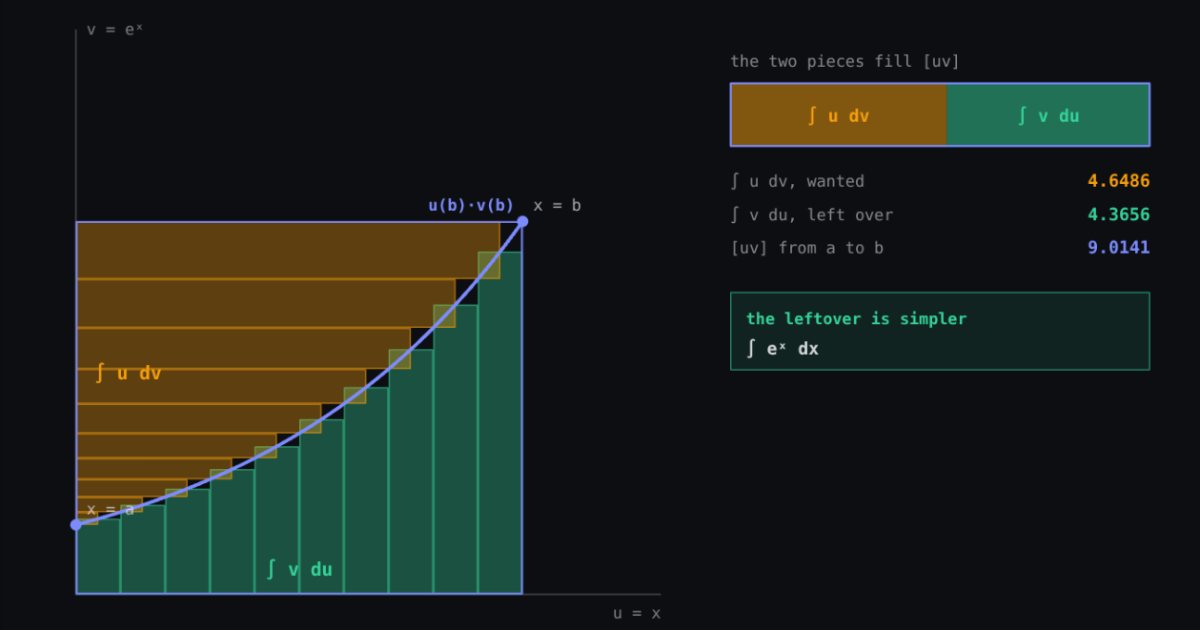 v = eˣ
u(b)·v(b)
x = b
∫ u dv
x = a
∫ v du
u = x
the two pieces fill [uv]
∫ u dv
∫ v du
∫ u dv, wanted 4.6486
∫ v du, left over 4.3656
[uv] from a to b 9.0141
the leftover is simpler
∫ eˣ dx